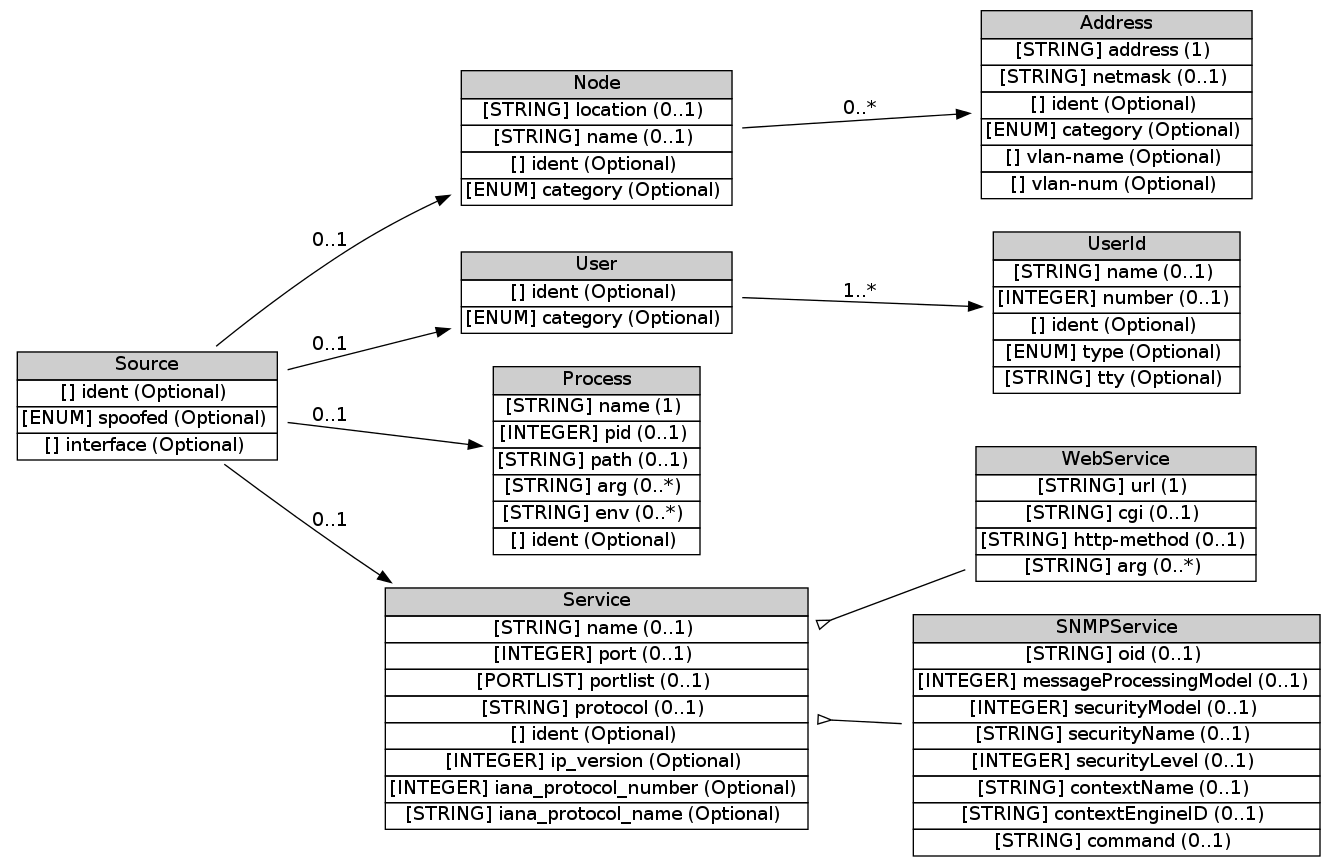 Source
[] ident (Optional)
[ENUM] spoofed (Optional)
[] interface (Optional)
0..1
0..1
0..1
0..1
Node
[STRING] location (0..1)
[STRING] name (0..1)
[] ident (Optional)
[ENUM] category (Optional)
0..*
Address
[STRING] address (1)
[STRING] netmask (0..1)
[] ident (Optional)
[ENUM] category (Optional)
[] vlan-name (Optional)
[] vlan-num (Optional)
User
[] ident (Optional)
[ENUM] category (Optional)
1..*
UserId
[STRING] name (0..1)
[INTEGER] number (0..1)
[] ident (Optional)
[ENUM] type (Optional)
[STRING] tty (Optional)
Process
[STRING] name (1)
[INTEGER] pid (0..1)
[STRING] path (0..1)
[STRING] arg (0..*)
[STRING] env (0..*)
[] ident (Optional)
Service
[STRING] name (0..1)
[INTEGER] port (0..1)
[PORTLIST] portlist (0..1)
[STRING] protocol (0..1)
[] ident (Optional)
[INTEGER] ip_version (Optional)
[INTEGER] iana_protocol_number (Optional)
[STRING] iana_protocol_name (Optional)
WebService
[STRING] url (1)
[STRING] cgi (0..1)
[STRING] http-method (0..1)
[STRING] arg (0..*)
SNMPService
[STRING] oid (0..1)
[INTEGER] messageProcessingModel (0..1)
[INTEGER] securityModel (0..1)
[STRING] securityName (0..1)
[INTEGER] securityLevel (0..1)
[STRING] contextName (0..1)
[STRING] contextEngineID (0..1)
[STRING] command (0..1)